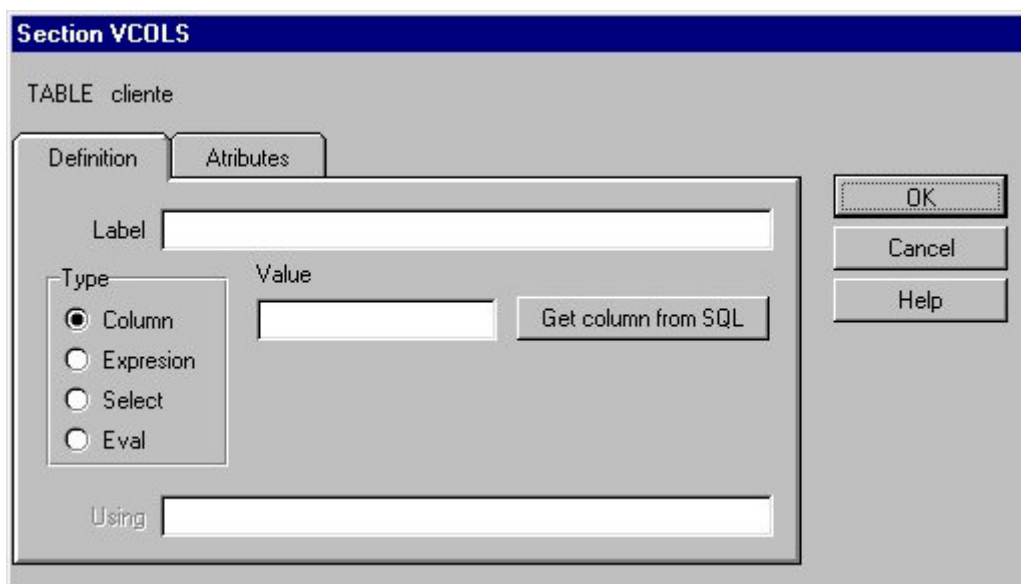 Section VCOLS
TABLE cliente
Definition Atributes
Label
Type Value
Column Get column from SQL
Expresion
Select
Eval
Using
OK
Cancel
Help